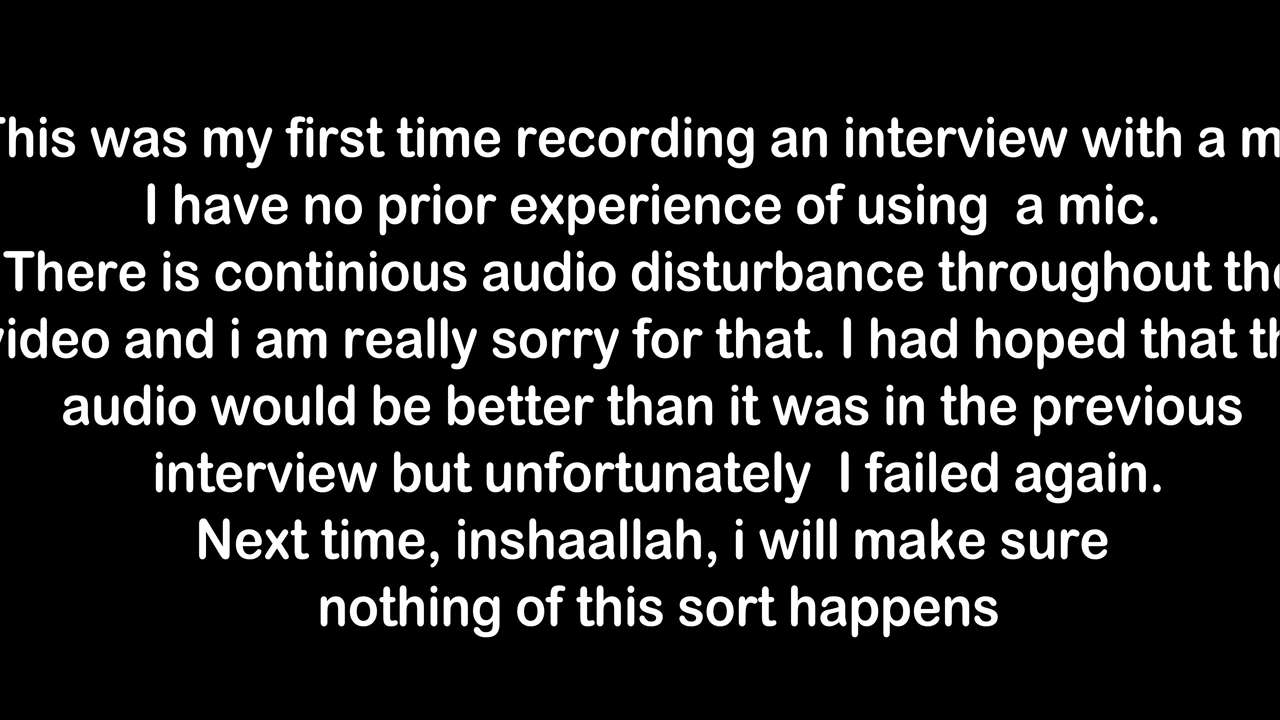 This was my first time recording an interview with a m
I have no prior experience of using a mic.
There is continious audio disturbance throughout the
video and i am really sorry for that. I had hoped that th
audio would be better than it was in the previous
interview but unfortunately I failed again.
Next time, inshaallah, i will make sure
nothing of this sort happens